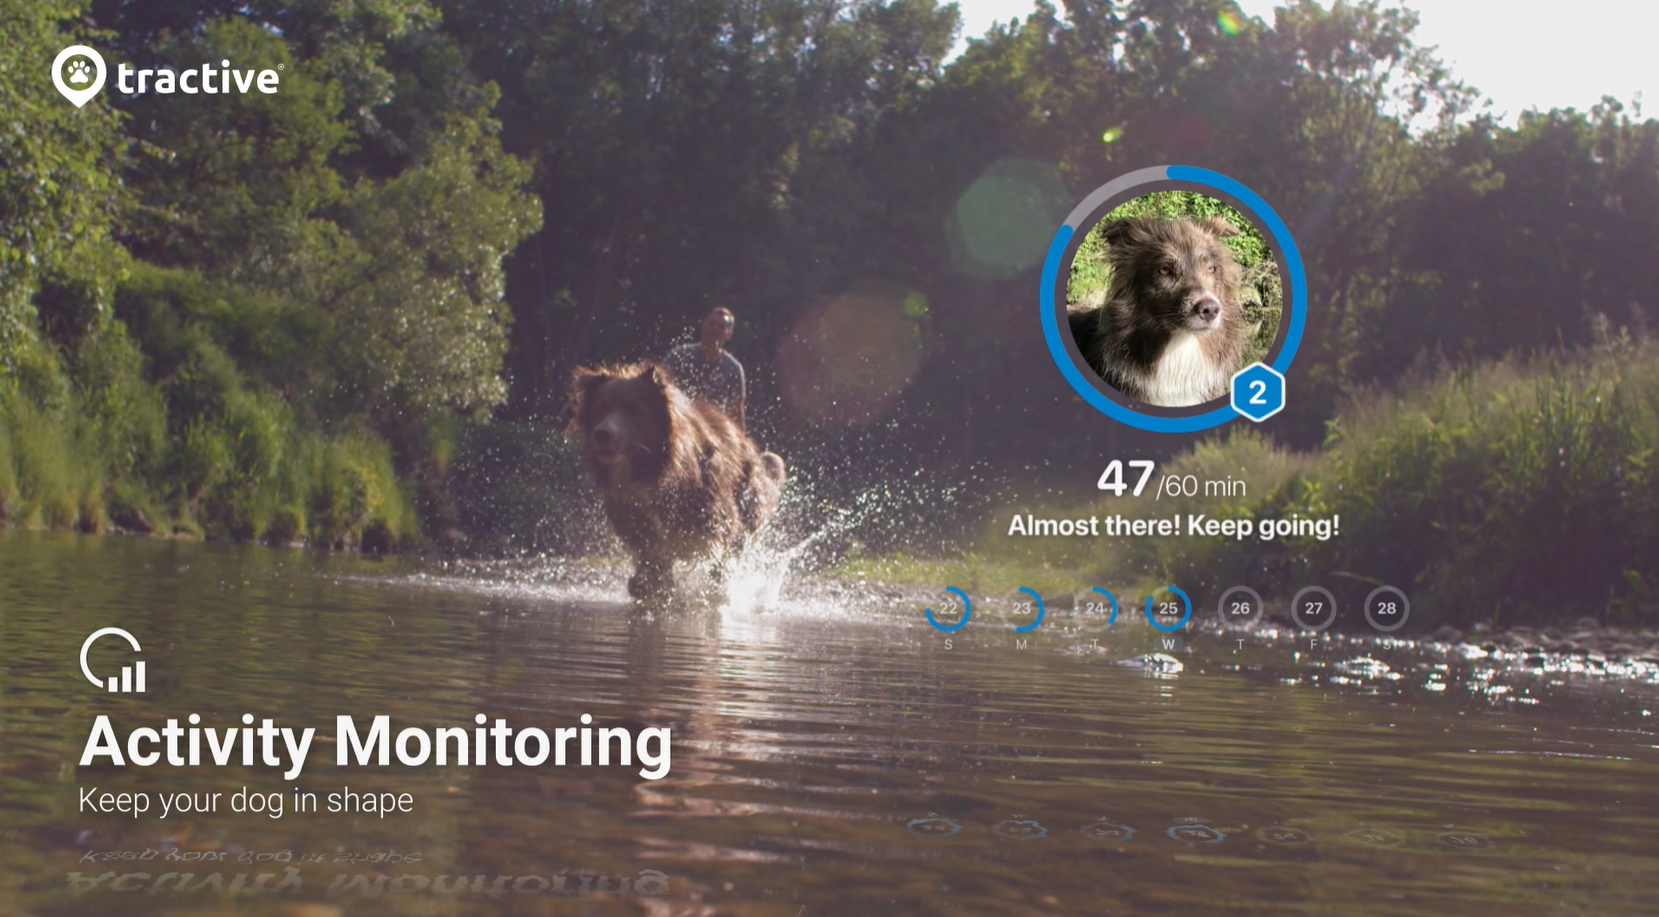 tractive®
2
47/60 min
Almost there! Keep going!
22 23 24 25 26 27 28
S M T W T F S
Activity Monitoring
Keep your dog in shape